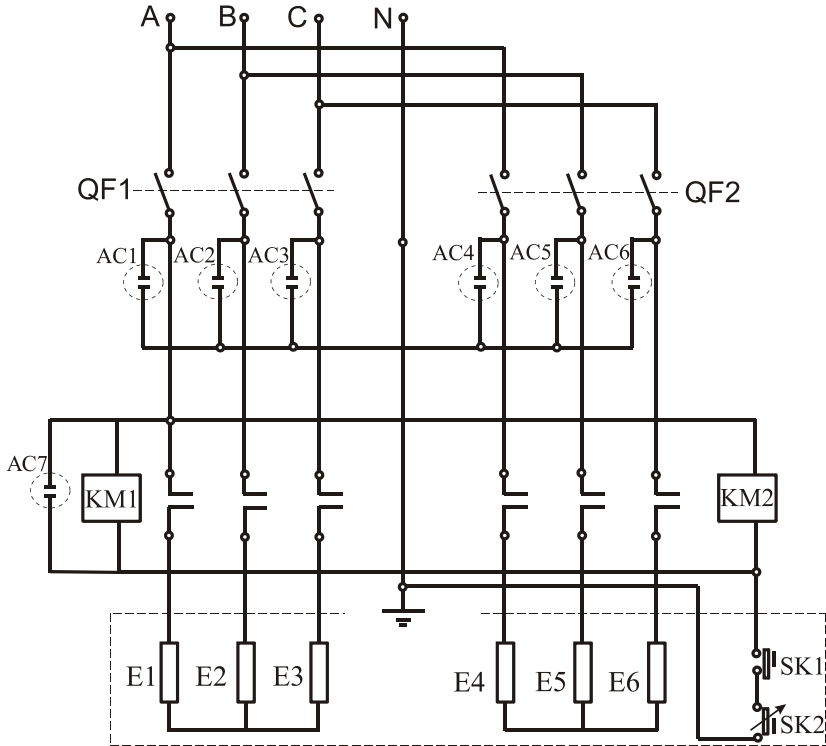 A B C N
QF1 QF2
AC1 AC2 AC3 AC4 AC5 AC6
AC7 KM1 KM2
E1 E2 E3 E4 E5 E6 SK1
SK2